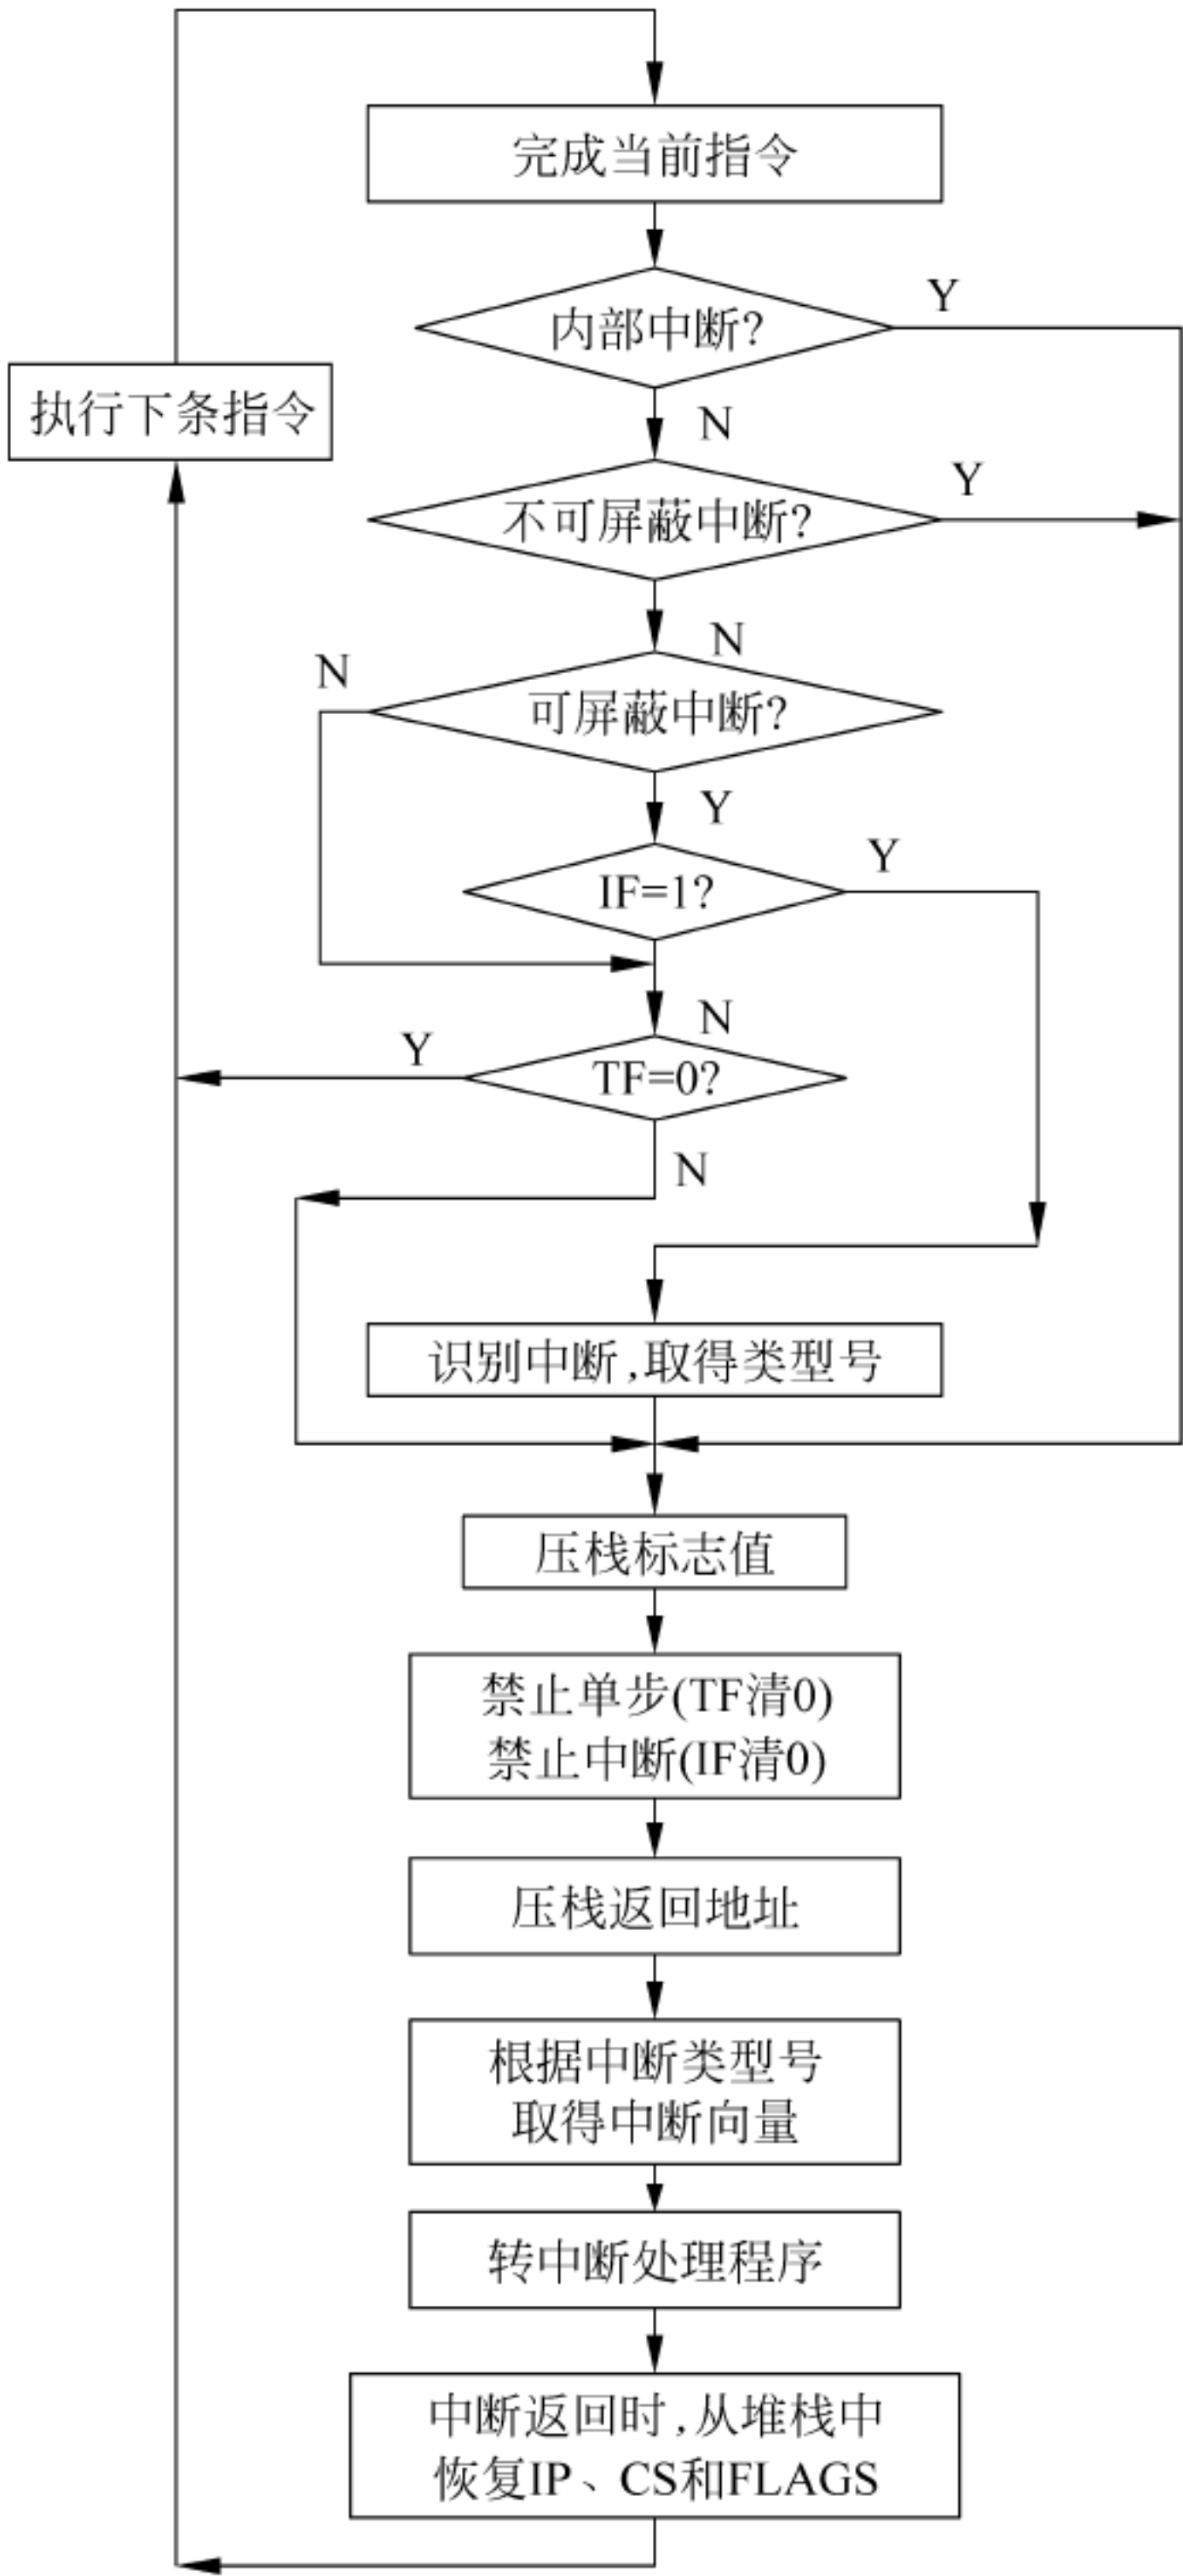 完成当前指令
内部中断?
Y
执行下条指令
N
不可屏蔽中断?
Y
N
N
可屏蔽中断?
Y
IF=1?
Y
N
TF=0?
Y
N
识别中断,取得类型号
压栈标志值
禁止单步(TF清0)
禁止中断(IF清0)
压栈返回地址
根据中断类型号
取得中断向量
转中断处理程序
中断返回时,从堆栈中
恢复IP、CS和FLAGS